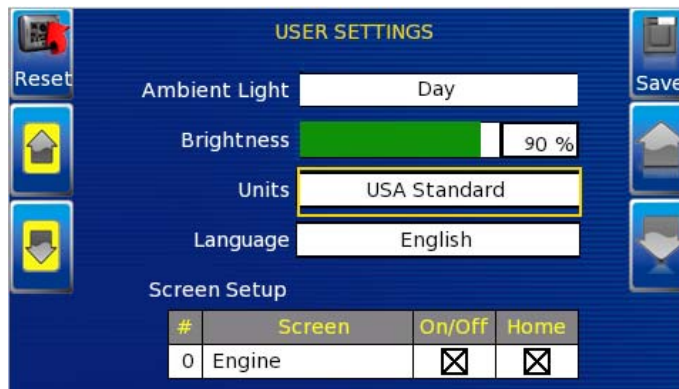 USER SETTINGS
Reset
Save
Ambient Light Day
Brightness 90 %
Units USA Standard
Language English
Screen Setup
# Screen On/Off Home
0 Engine